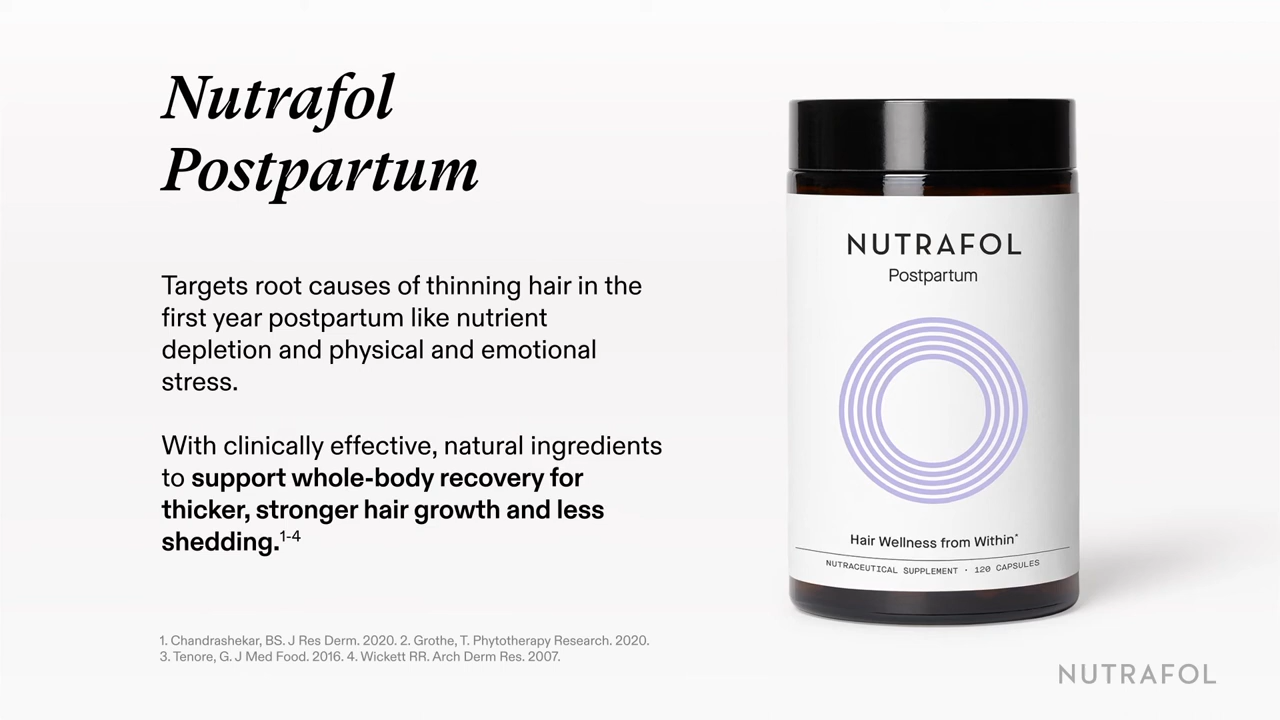 Nutrafol
Postpartum
Targets root causes of thinning hair in the
first year postpartum like nutrient
depletion and physical and emotional
stress.
With clinically effective, natural ingredients
to support whole-body recovery for
thicker, stronger hair growth and less
shedding.1-4
1. Chandrashekar, BS. J Res Derm. 2020. 2. Grothe, T. Phytotherapy Research. 2020.
3. Tenore, G. J Med Food. 2016. 4. Wickett RR. Arch Derm Res. 2007.
NUTRAFOL
Postpartum
Hair Wellness from Within*
NUTRACEUTICAL SUPPLEMENT · 120 CAPSULES
NUTRAFOL